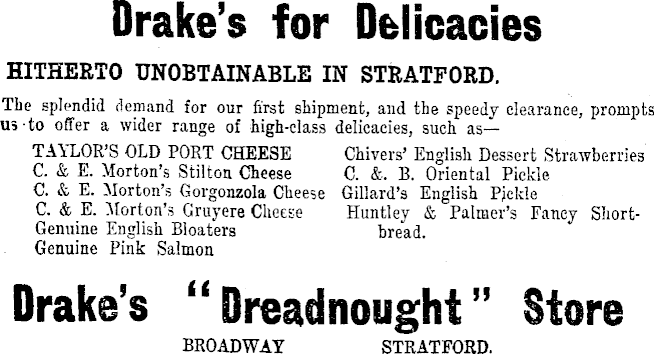 Drake's for Delicacies
HITHERTO UNOBTAINABLE IN STRATFORD.
The splendid demand for our first shipment, and the speedy clearance, prompts
us to offer a wider range of high-class delicacies, such as—
TAYLOR'S OLD PORT CHEESE
C. & E. Morton's Stilton Cheese
C. & E. Morton's Gorgonzola Cheese
C. & E. Morton's Gruyere Cheese
Genuine English Bloaters
Genuine Pink Salmon
Chivers' English Dessert Strawberries
C. &. B. Oriental Pickle
Gillard's English Pickle
Huntley & Palmer's Fancy Short-
bread.
Drake's "Dreadnought" Store
BROADWAY STRATFORD.